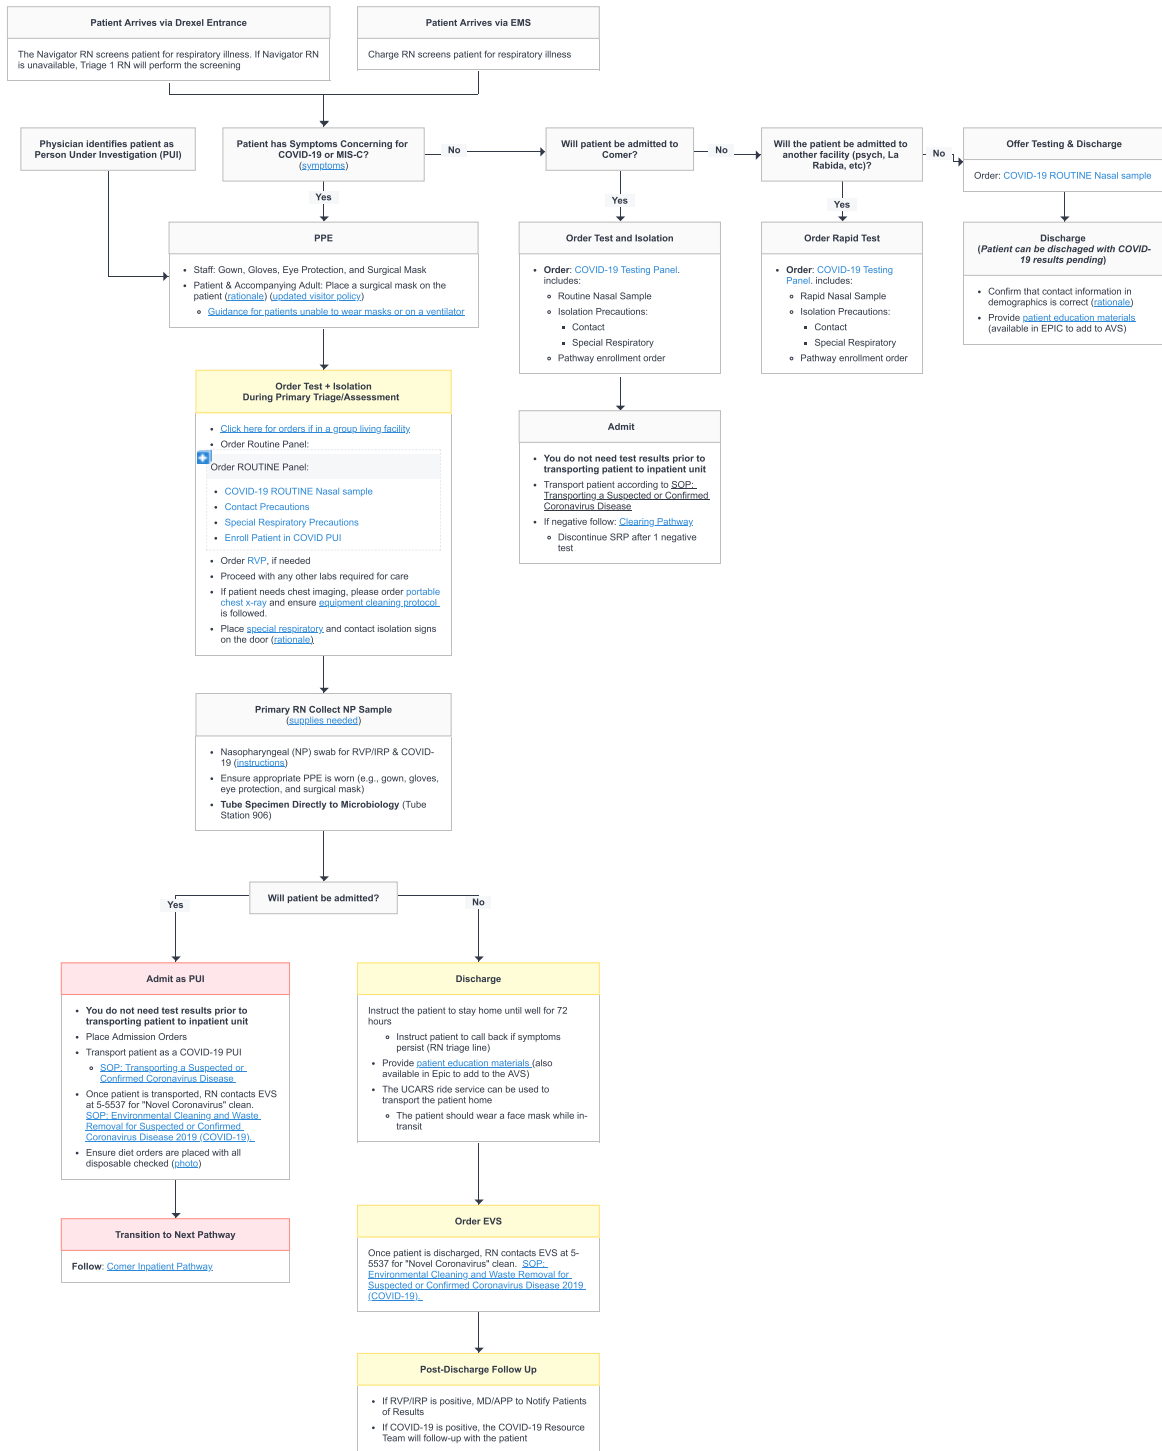 Patient Arrives via Drexel Entrance
The Navigator RN screens patient for respiratory illness. If Navigator RN
is unavailable, Triage 1 RN will perform the screening
Patient Arrives via EMS
Charge RN screens patient for respiratory illness
Physician identifies patient as
Person Under Investigation (PUI)
Patient has Symptoms Concerning for
COVID-19 or MIS-C?
(symptoms)
No
Will patient be admitted to
Comer?
No
Will the patient be admitted to
another facility (psych, La
Rabida, etc)?
No
Offer Testing & Discharge
Order: COVID-19 ROUTINE Nasal sample
Yes
Yes
Yes
PPE
• Staff: Gown, Gloves, Eye Protection, and Surgical Mask
• Patient & Accompanying Adult: Place a surgical mask on the
patient (rationale) (updated visitor policy)
Guidance for patients unable to wear masks or on a ventilator
Order Test and Isolation
• Order: COVID-19 Testing Panel.
includes:
Routine Nasal Sample
Isolation Precautions:
Contact
Special Respiratory
Pathway enrollment order
Order Rapid Test
• Order: COVID-19 Testing
Panel. includes:
Rapid Nasal Sample
Isolation Precautions:
Contact
Special Respiratory
Pathway enrollment order
Discharge
(Patient can be dischaged with COVID-
19 results pending)
• Confirm that contact information in
demographics is correct (rationale)
• Provide patient education materials
(available in EPIC to add to AVS)
Order Test + Isolation
During Primary Triage/Assessment
• Click here for orders if in a group living facility
• Order Routine Panel:
Order ROUTINE Panel:
• COVID-19 ROUTINE Nasal sample
• Contact Precautions
• Special Respiratory Precautions
• Enroll Patient in COVID PUI
• Order RVP, if needed
• Proceed with any other labs required for care
• If patient needs chest imaging, please order portable
chest x-ray and ensure equipment cleaning protocol
is followed.
• Place special respiratory and contact isolation signs
on the door (rationale)
Admit
• You do not need test results prior to
transporting patient to inpatient unit
• Transport patient according to SOP:
Transporting a Suspected or Confirmed
Coronavirus Disease
• If negative follow: Clearing Pathway
Discontinue SRP after 1 negative
test
Primary RN Collect NP Sample
(supplies needed)
• Nasopharyngeal (NP) swab for RVP/IRP & COVID-
19 (instructions)
• Ensure appropriate PPE is worn (e.g., gown, gloves,
eye protection, and surgical mask)
• Tube Specimen Directly to Microbiology (Tube
Station 906)
Will patient be admitted?
Yes
No
Admit as PUI
• You do not need test results prior to
transporting patient to inpatient unit
• Place Admission Orders
• Transport patient as a COVID-19 PUI
SOP: Transporting a Suspected or
Confirmed Coronavirus Disease
• Once patient is transported, RN contacts EVS
at 5-5537 for "Novel Coronavirus" clean.
SOP: Environmental Cleaning and Waste
Removal for Suspected or Confirmed
Coronavirus Disease 2019 (COVID-19).
• Ensure diet orders are placed with all
disposable checked (photo)
Transition to Next Pathway
Follow: Comer Inpatient Pathway
Discharge
Instruct the patient to stay home until well for 72
hours
Instruct patient to call back if symptoms
persist (RN triage line)
• Provide patient education materials (also
available in Epic to add to the AVS)
• The UCARS ride service can be used to
transport the patient home
The patient should wear a face mask while in-
transit
Order EVS
Once patient is discharged, RN contacts EVS at 5-
5537 for "Novel Coronavirus" clean. SOP:
Environmental Cleaning and Waste Removal for
Suspected or Confirmed Coronavirus Disease 2019
(COVID-19).
Post-Discharge Follow Up
• If RVP/IRP is positive, MD/APP to Notify Patients
of Results
• If COVID-19 is positive, the COVID-19 Resource
Team will follow-up with the patient